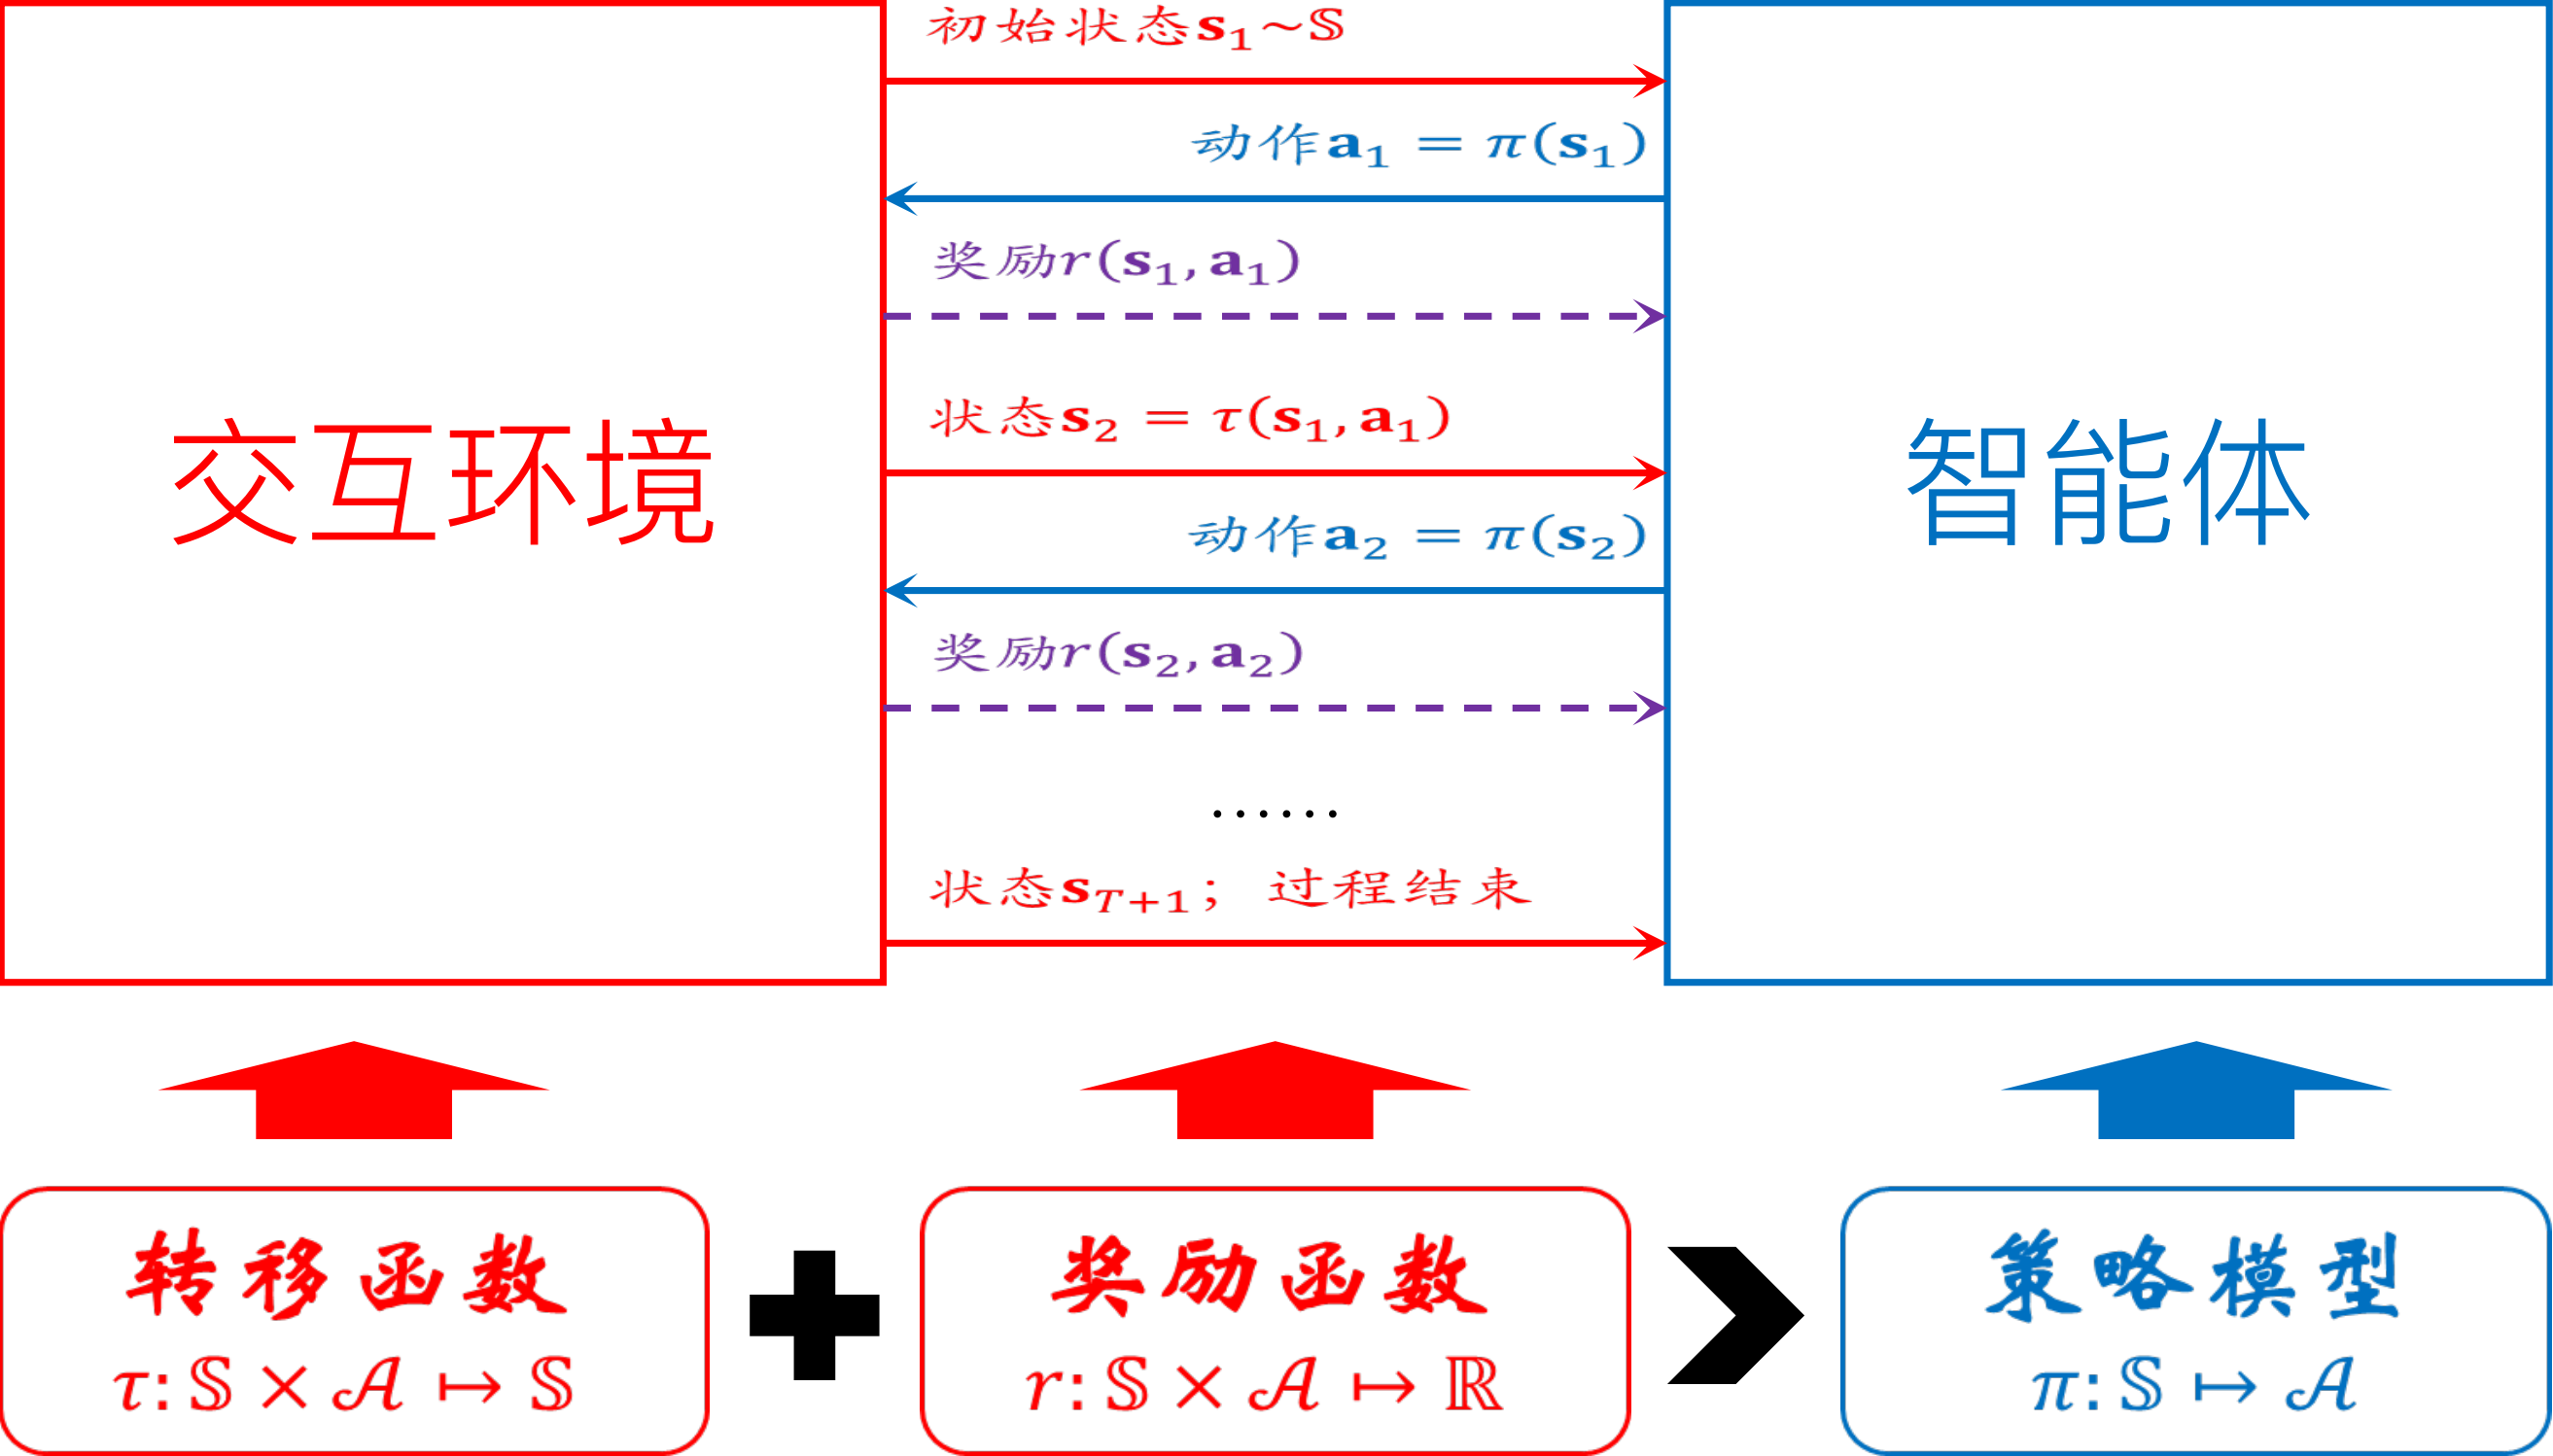 初始状态𝐬₁~𝕊
动作𝐚₁ = π(𝐬₁)
奖励r(𝐬₁, 𝐚₁)
状态𝐬₂ = τ(𝐬₁, 𝐚₁)
交互环境
智能体
动作𝐚₂ = π(𝐬₂)
奖励r(𝐬₂, 𝐚₂)
……
状态𝐬_{T+1}；过程结束
转移函数
τ: 𝕊 × 𝒜 ↦ 𝕊
奖励函数
r: 𝕊 × 𝒜 ↦ ℝ
策略模型
π: 𝕊 ↦ 𝒜